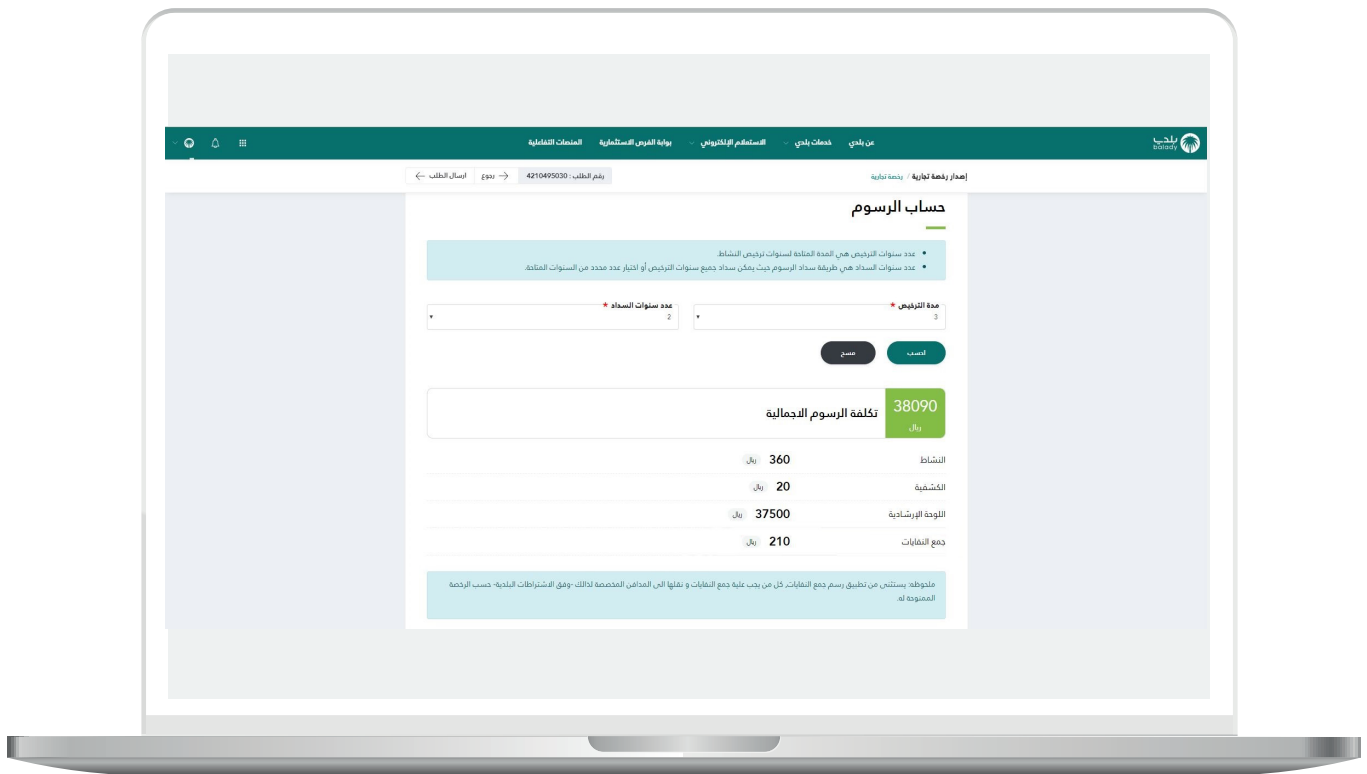 بلدي
balady
عن بلدي
خدمات بلدي
الاستعلام الإلكتروني
بوابة الفرص الاستثمارية
المنصات التفاعلية
إصدار رخصة تجارية / رخصة تجارية
رقم الطلب : 4210495030
رجوع
ارسال الطلب
حساب الرسوم
عدد سنوات الترخيص هي المدة المتاحة لسنوات ترخيص النشاط.
عدد سنوات السداد هي طريقة سداد الرسوم حيث يمكن سداد جميع سنوات الترخيص أو اختيار عدد محدد من السنوات المتاحة.
مدة الترخيص *
3
عدد سنوات السداد *
2
احسب
مسح
38090
ريال
تكلفة الرسوم الاجمالية
النشاط 360 ريال
الكشفية 20 ريال
اللوحة الإرشادية 37500 ريال
جمع النفايات 210 ريال
ملحوظه: يستثنى من تطبيق رسم جمع النفايات, كل من يجب علية جمع النفايات و نقلها الى المدافن المخصصة لذالك -وفق الاشتراطات البلدية- حسب الرخصة
الممنوحة له.